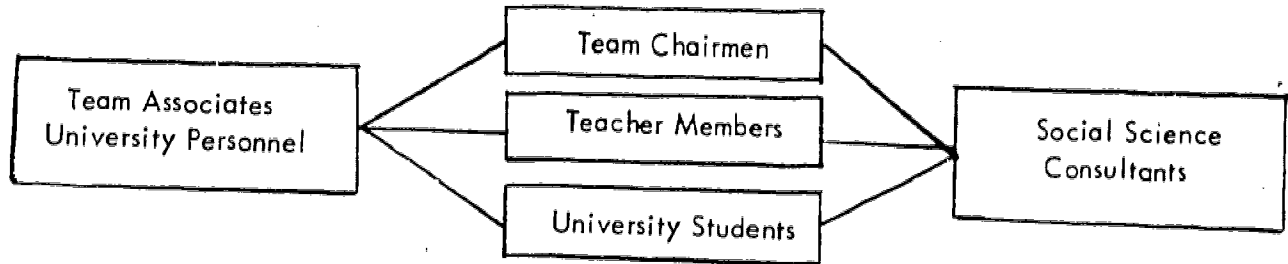 Team Associates
University Personnel
Team Chairmen
Teacher Members
University Students
Social Science
Consultants